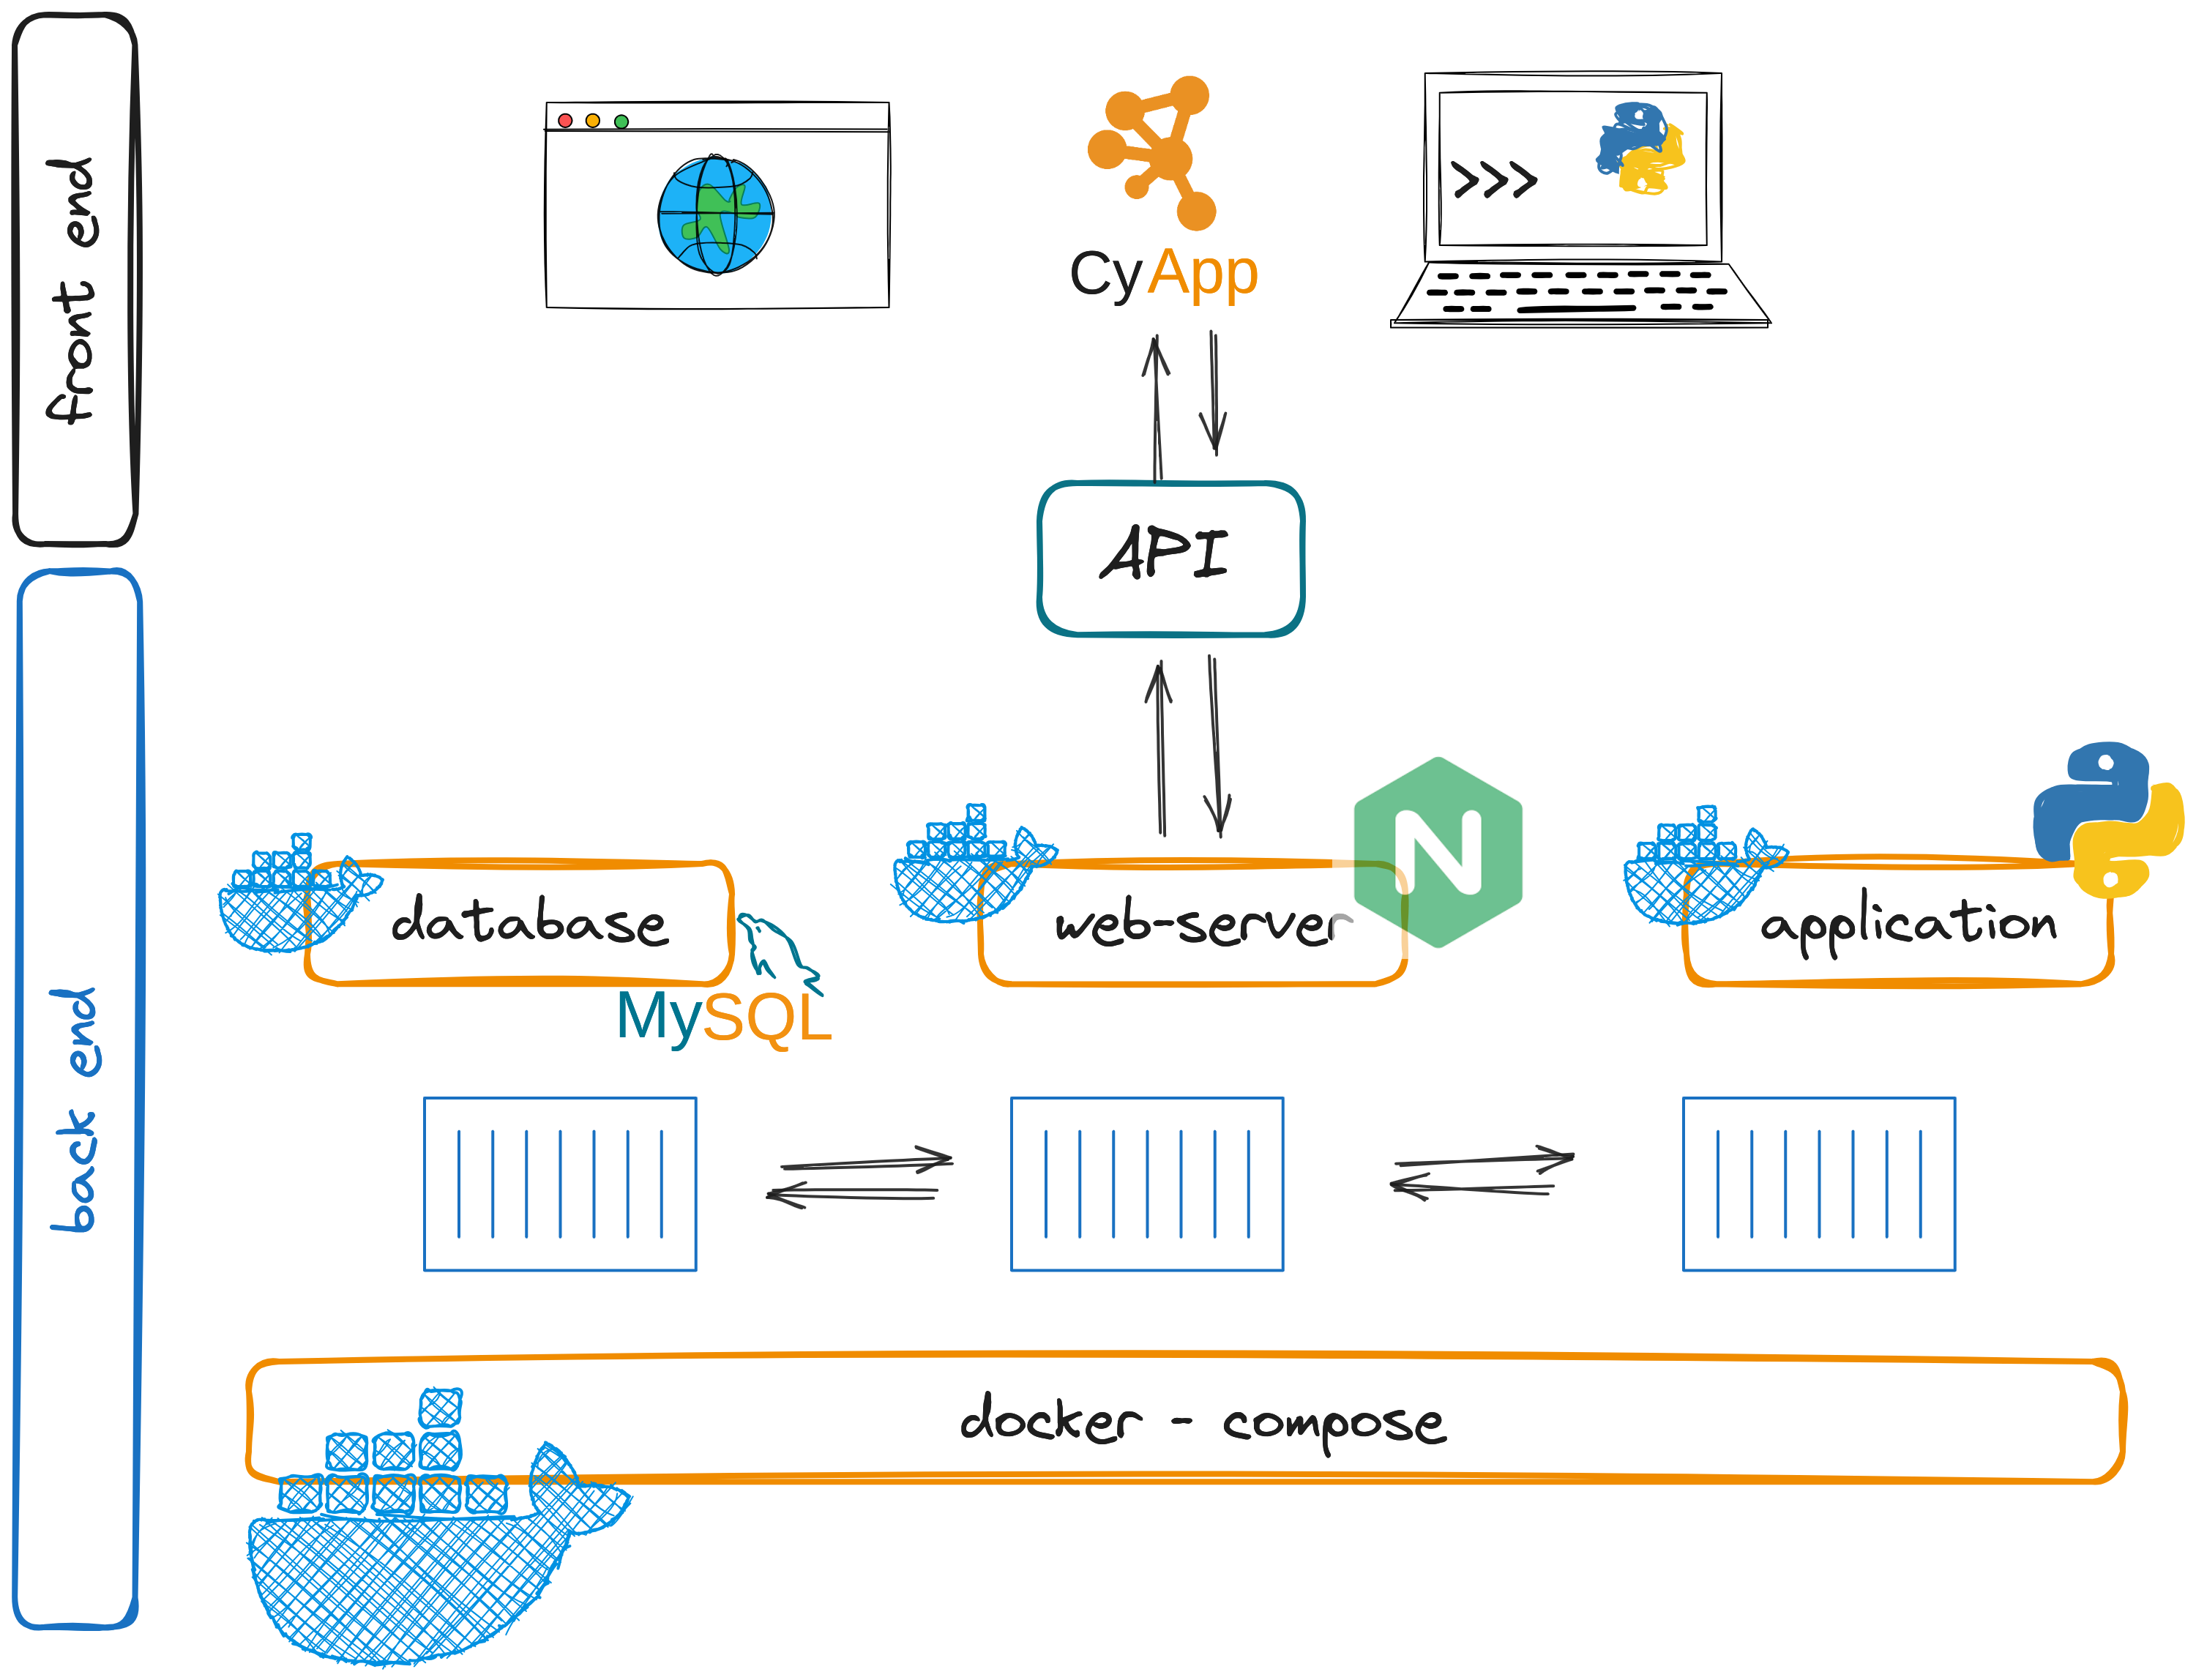 front end
CyApp
>>>
API
back end
database
MySQL
web-server
N
application
docker - compose